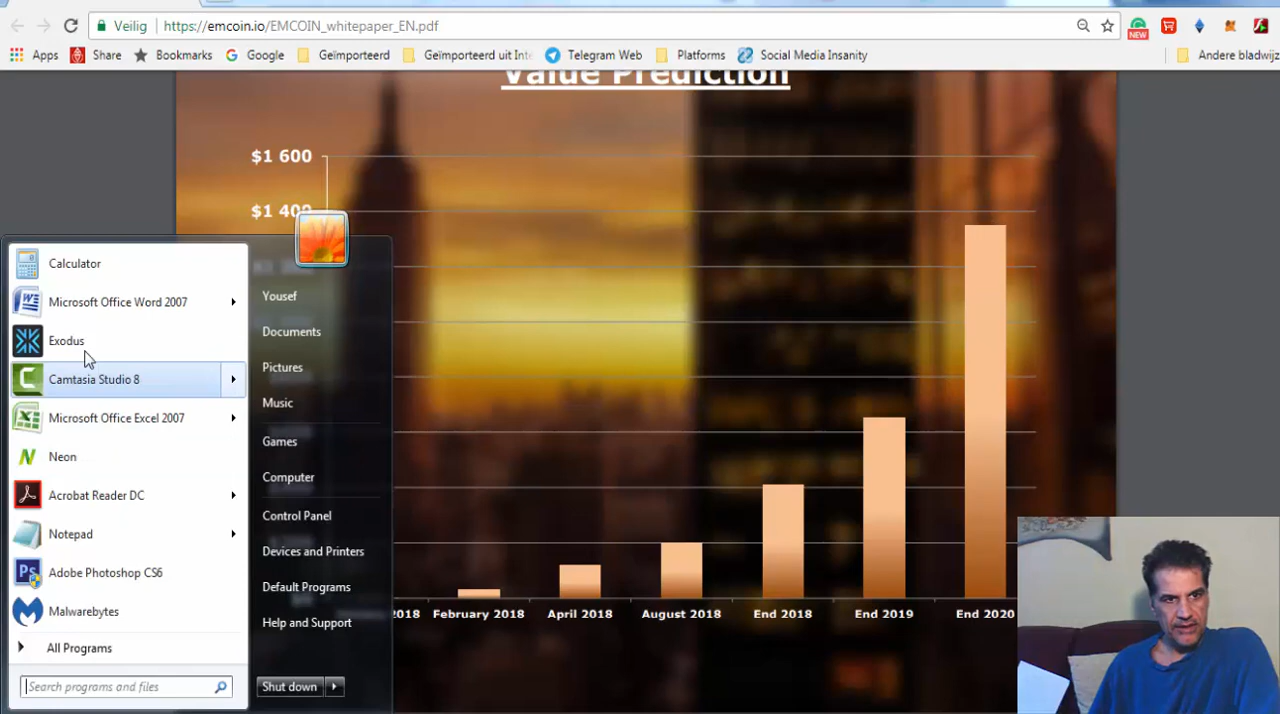 Veilig
https://emcoin.io/EMCOIN_whitepaper_EN.pdf
NEW
Apps
Share
Bookmarks
Google
Geïmporteerd
Geïmporteerd uit Inte
Telegram Web
Platforms
Social Media Insanity
Andere bladwijz
Value Prediction
$1 600
$1 400
Calculator
Microsoft Office Word 2007
Exodus
Camtasia Studio 8
Microsoft Office Excel 2007
Neon
Acrobat Reader DC
Notepad
Adobe Photoshop CS6
Malwarebytes
All Programs
Search programs and files
Yousef
Documents
Pictures
Music
Games
Computer
Control Panel
Devices and Printers
Default Programs
Help and Support
Shut down
2018
February 2018
April 2018
August 2018
End 2018
End 2019
End 2020